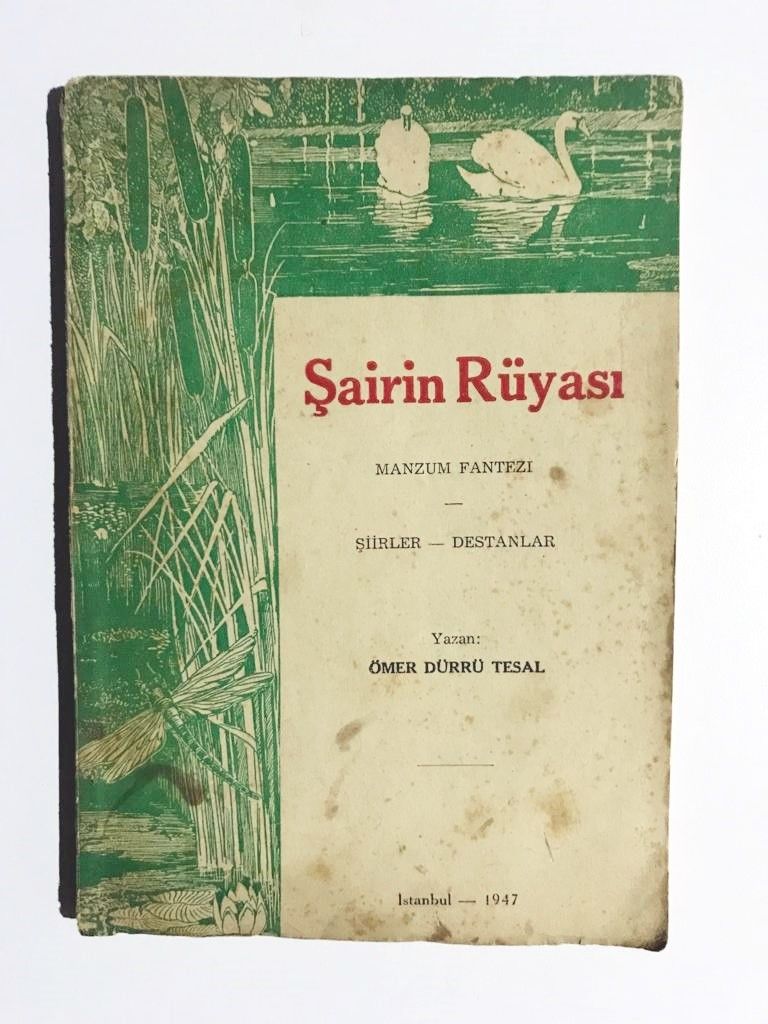 Şairin Rüyası
MANZUM FANTEZI
—
ŞİİRLER — DESTANLAR
Yazan:
ÖMER DÜRRÜ TESAL
Istanbul — 1947